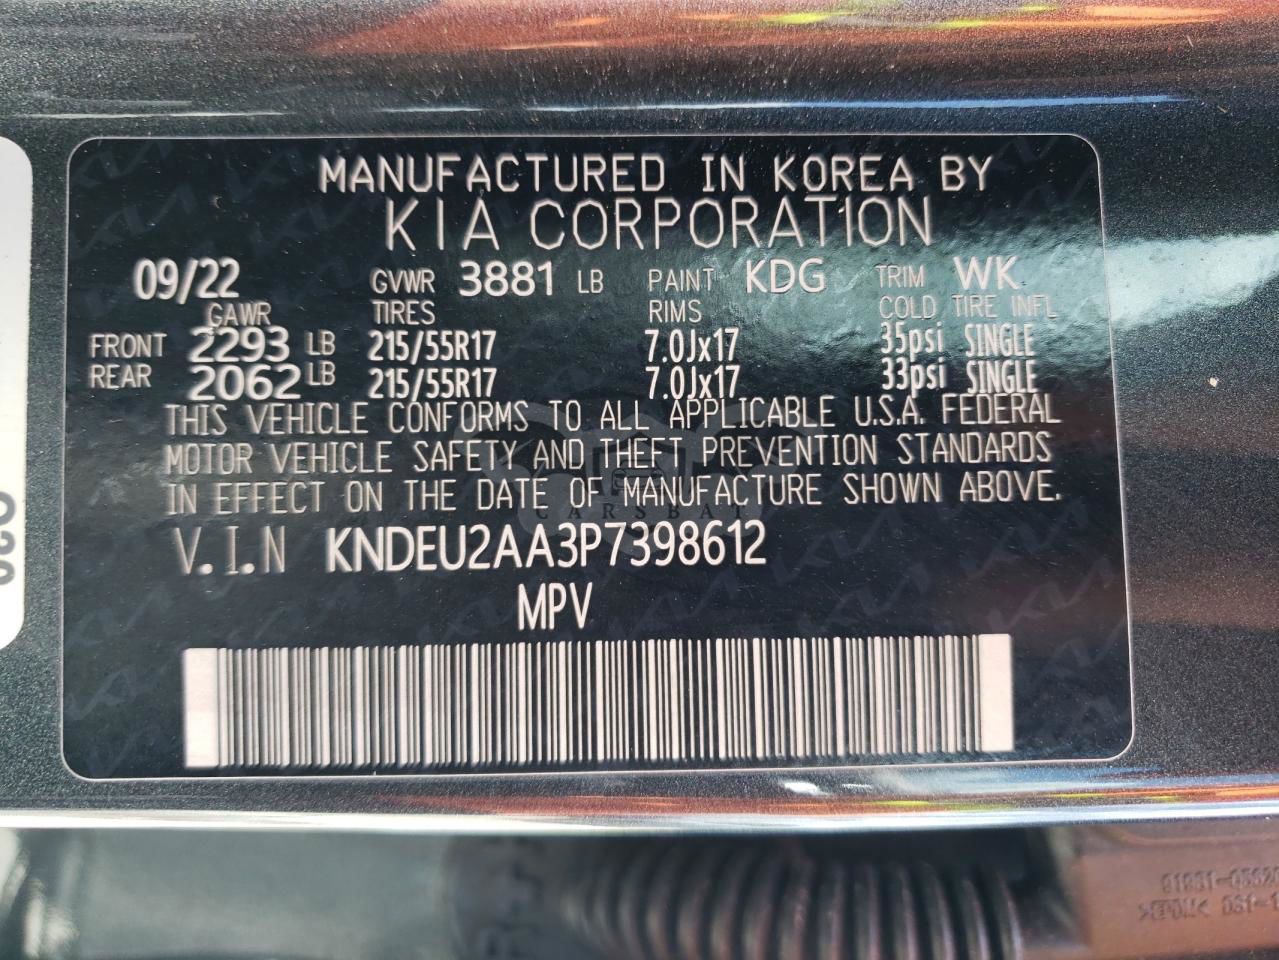 MANUFACTURED IN KOREA BY
KIA CORPORATION
09/22 GVWR 3881 LB PAINT KDG TRIM WK
GAWR TIRES RIMS COLD TIRE INFL
FRONT 2293 LB 215/55R17 7.0Jx17 35psi SINGLE
REAR 2062 LB 215/55R17 7.0Jx17 33psi SINGLE
THIS VEHICLE CONFORMS TO ALL APPLICABLE U.S.A. FEDERAL
MOTOR VEHICLE SAFETY AND THEFT PREVENTION STANDARDS
IN EFFECT ON THE DATE OF MANUFACTURE SHOWN ABOVE.
CARSBAT
V.I.N KNDEU2AA3P7398612
MPV